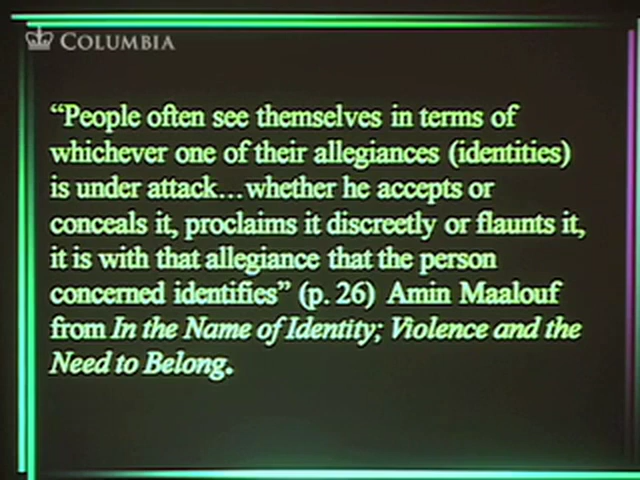 COLUMBIA
“People often see themselves in terms of
whichever one of their allegiances (identities)
is under attack…whether he accepts or
conceals it, proclaims it discreetly or flaunts it,
it is with that allegiance that the person
concerned identifies” (p. 26) Amin Maalouf
from In the Name of Identity; Violence and the
Need to Belong.